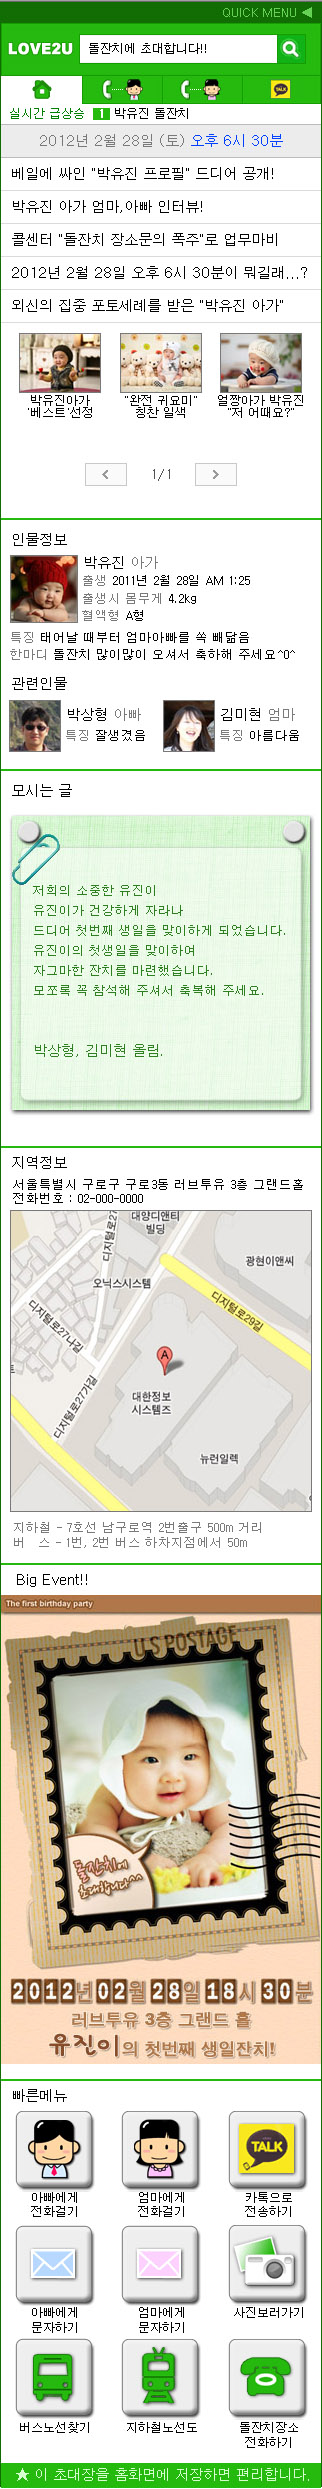 QUICK MENU ◀
LOVE2U 돌잔치에 초대합니다!!
TALK
실시간 급상승 1 박유진 돌잔치
2012년 2월 28일 (토) 오후 6시 30분
베일에 싸인 "박유진 프로필" 드디어 공개!
박유진 아가 엄마,아빠 인터뷰!
콜센터 "돌잔치 장소문의 폭주"로 업무마비
2012년 2월 28일 오후 6시 30분이 뭐길래...?
외신의 집중 포토세례를 받은 "박유진 아가"
박유진아가 "완전 귀요미" 얼짱아가 박유진
'베스트'선정 칭찬 일색 "저 어때요?"
< 1/1 >
인물정보
박유진 아가
출생 2011년 2월 28일 AM 1:25
출생시 몸무게 4.2kg
혈액형 A형
특징 태어날 때부터 엄마아빠를 쏙 빼닮음
한마디 돌잔치 많이많이 오셔서 축하해 주세요^0^
관련인물
박상형 아빠 김미현 엄마
특징 잘생겼음 특징 아름다움
모시는 글
저희의 소중한 유진이
유진이가 건강하게 자라나
드디어 첫번째 생일을 맞이하게 되었습니다.
유진이의 첫생일을 맞이하여
자그마한 잔치를 마련했습니다.
모쪼록 꼭 참석해 주셔서 축복해 주세요.
박상형, 김미현 올림.
지역정보
서울특별시 구로구 구로3동 러브투유 3층 그랜드홀
전화번호 : 02-000-0000
대양디앤티
빌딩
디지털로27
광현이앤씨
오닉스시스템
디지털로27나길
디지털로29길
A
디지털로27가길
대한정보
시스템즈
뉴런일렉
지하철 - 7호선 남구로역 2번출구 500m 거리
버 스 - 1번, 2번 버스 하차지점에서 50m
Big Event!!
The first birthday party
U.S POSTAGE
돌잔치에
초대합니다^^
2012년02월28일18시30분
러브투유 3층 그랜드 홀
유진이의 첫번째 생일잔치!
빠른메뉴
TALK
아빠에게 엄마에게 카톡으로
전화걸기 전화걸기 전송하기
아빠에게 엄마에게 사진보러가기
문자하기 문자하기
버스노선찾기 지하철노선도 돌잔치장소
전화하기
★ 이 초대장을 홈화면에 저장하면 편리합니다.